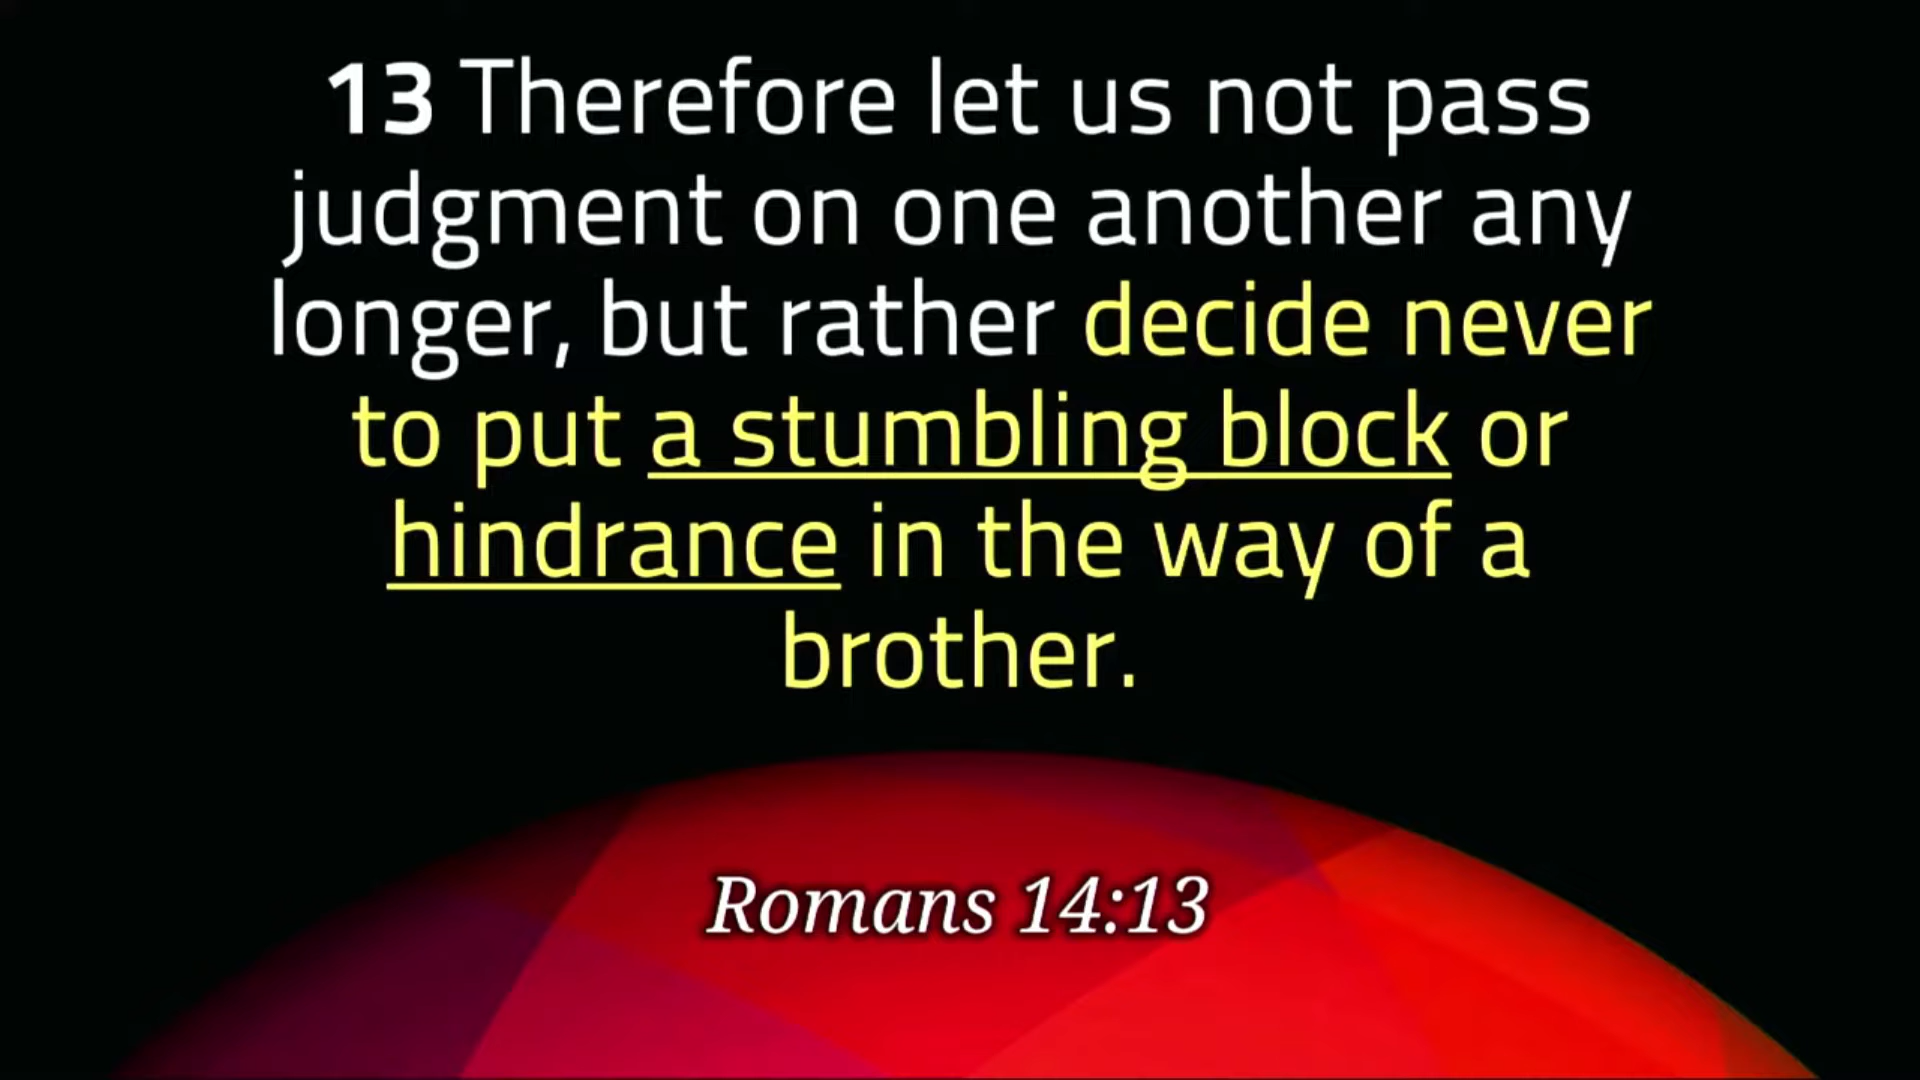 13 Therefore let us not pass
judgment on one another any
longer, but rather decide never
to put a stumbling block or
hindrance in the way of a
brother.
Romans 14:13